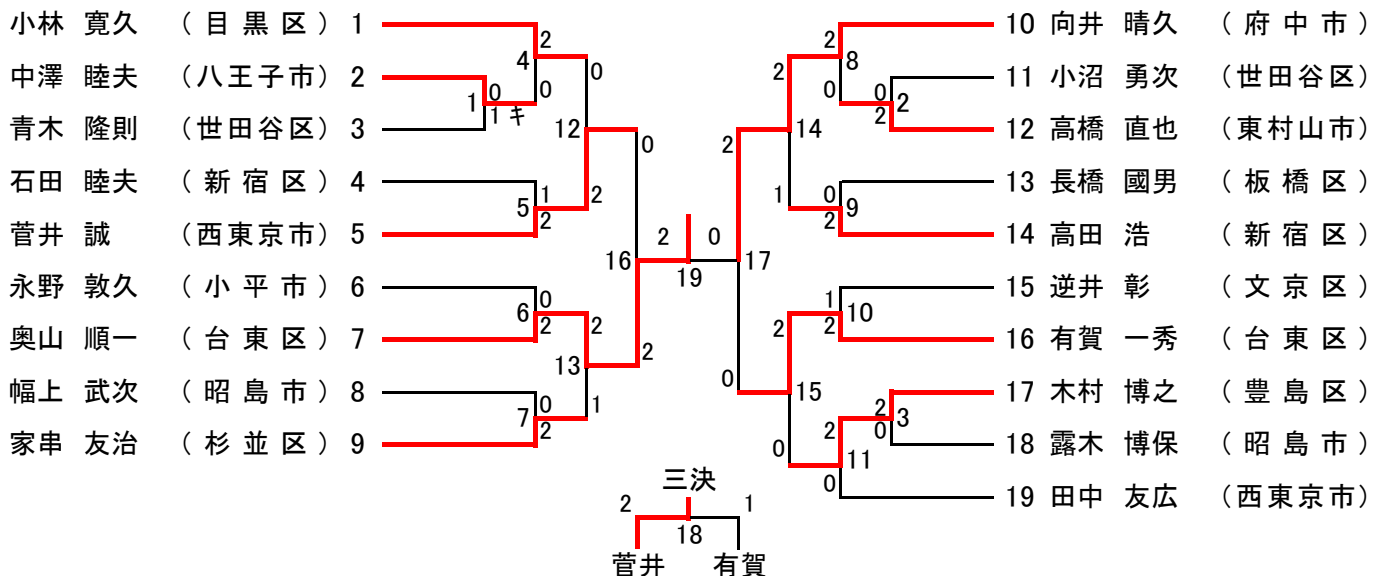 小林 寛久 (目黒区) 1
中澤 睦夫 (八王子市) 2
青木 隆則 (世田谷区) 3
石田 睦夫 (新宿区) 4
菅井 誠 (西東京市) 5
永野 敦久 (小平市) 6
奥山 順一 (台東区) 7
幅上 武次 (昭島市) 8
家串 友治 (杉並区) 9
2
4
0
0
1
0
1 キ
12
0
1
5
2
2
16
0
6
2
2
13
2
0
7
2
1
2
0
19
10 向井 晴久 (府中市)
11 小沼 勇次 (世田谷区)
12 高橋 直也 (東村山市)
13 長橋 國男 (板橋区)
14 高田 浩 (新宿区)
15 逆井 彰 (文京区)
16 有賀 一秀 (台東区)
17 木村 博之 (豊島区)
18 露木 博保 (昭島市)
19 田中 友広 (西東京市)
2
8
2
0
0
2
2
14
2
0
1
9
2
17
1
10
2
2
0
15
2
3
0
2
0
11
0
三決
2
1
18
菅井 有賀